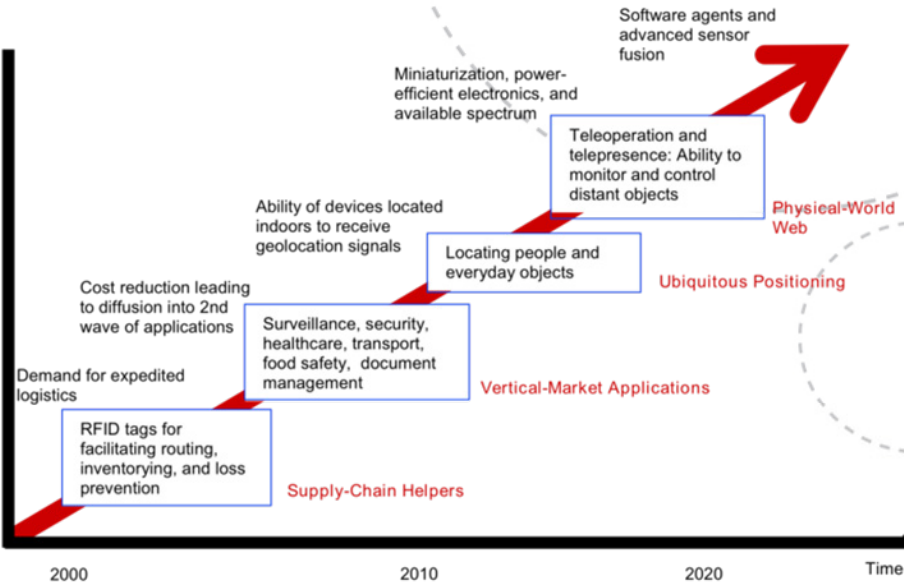 Software agents and
advanced sensor
fusion
Miniaturization, power-
efficient electronics, and
available spectrum
Teleoperation and
telepresence: Ability to
monitor and control
distant objects
Physical-World
Web
Ability of devices located
indoors to receive
geolocation signals
Locating people and
everyday objects
Ubiquitous Positioning
Cost reduction leading
to diffusion into 2nd
wave of applications
Surveillance, security,
healthcare, transport,
food safety, document
management
Vertical-Market Applications
Demand for expedited
logistics
RFID tags for
facilitating routing,
inventorying, and loss
prevention
Supply-Chain Helpers
2000
2010
2020
Time